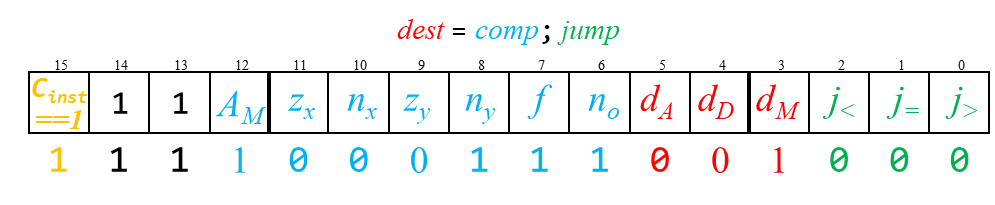 dest = comp; jump
15 14 13 12 11 10 9 8 7 6 5 4 3 2 1 0
C_inst ==1 1 1 A_M z_x n_x z_y n_y f n_o d_A d_D d_M j_< j_= j_>
1 1 1 1 0 0 0 1 1 1 0 0 1 0 0 0